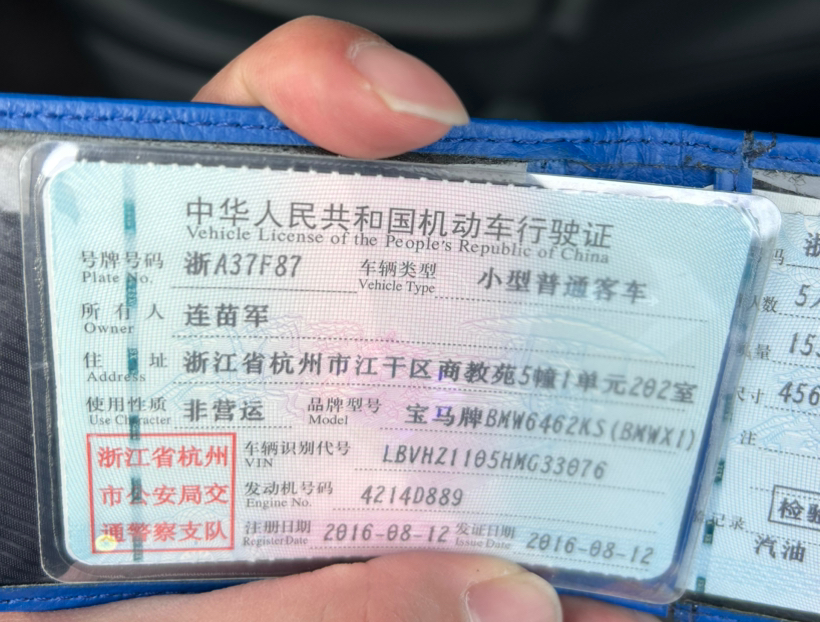 中华人民共和国机动车行驶证
Vehicle License of the People's Republic of China
号牌号码 浙A37F87 车辆类型 小型普通客车
Plate No. Vehicle Type
所有人 连苗军
Owner
住址 浙江省杭州市江干区商教苑5幢1单元202室
Address
使用性质 非营运 品牌型号 宝马牌BMW6462KS(BMWX1)
Use Character Model
浙江省杭州
市公安局交
通警察支队
车辆识别代号 LBVHZ1105HMG33076
VIN
发动机号码 4214D889
Engine No.
注册日期 2016-08-12 发证日期 2016-08-12
Register Date Issue Date
码 浙
人数 5人
量 153
尺寸 456
注
记录 检验
汽油